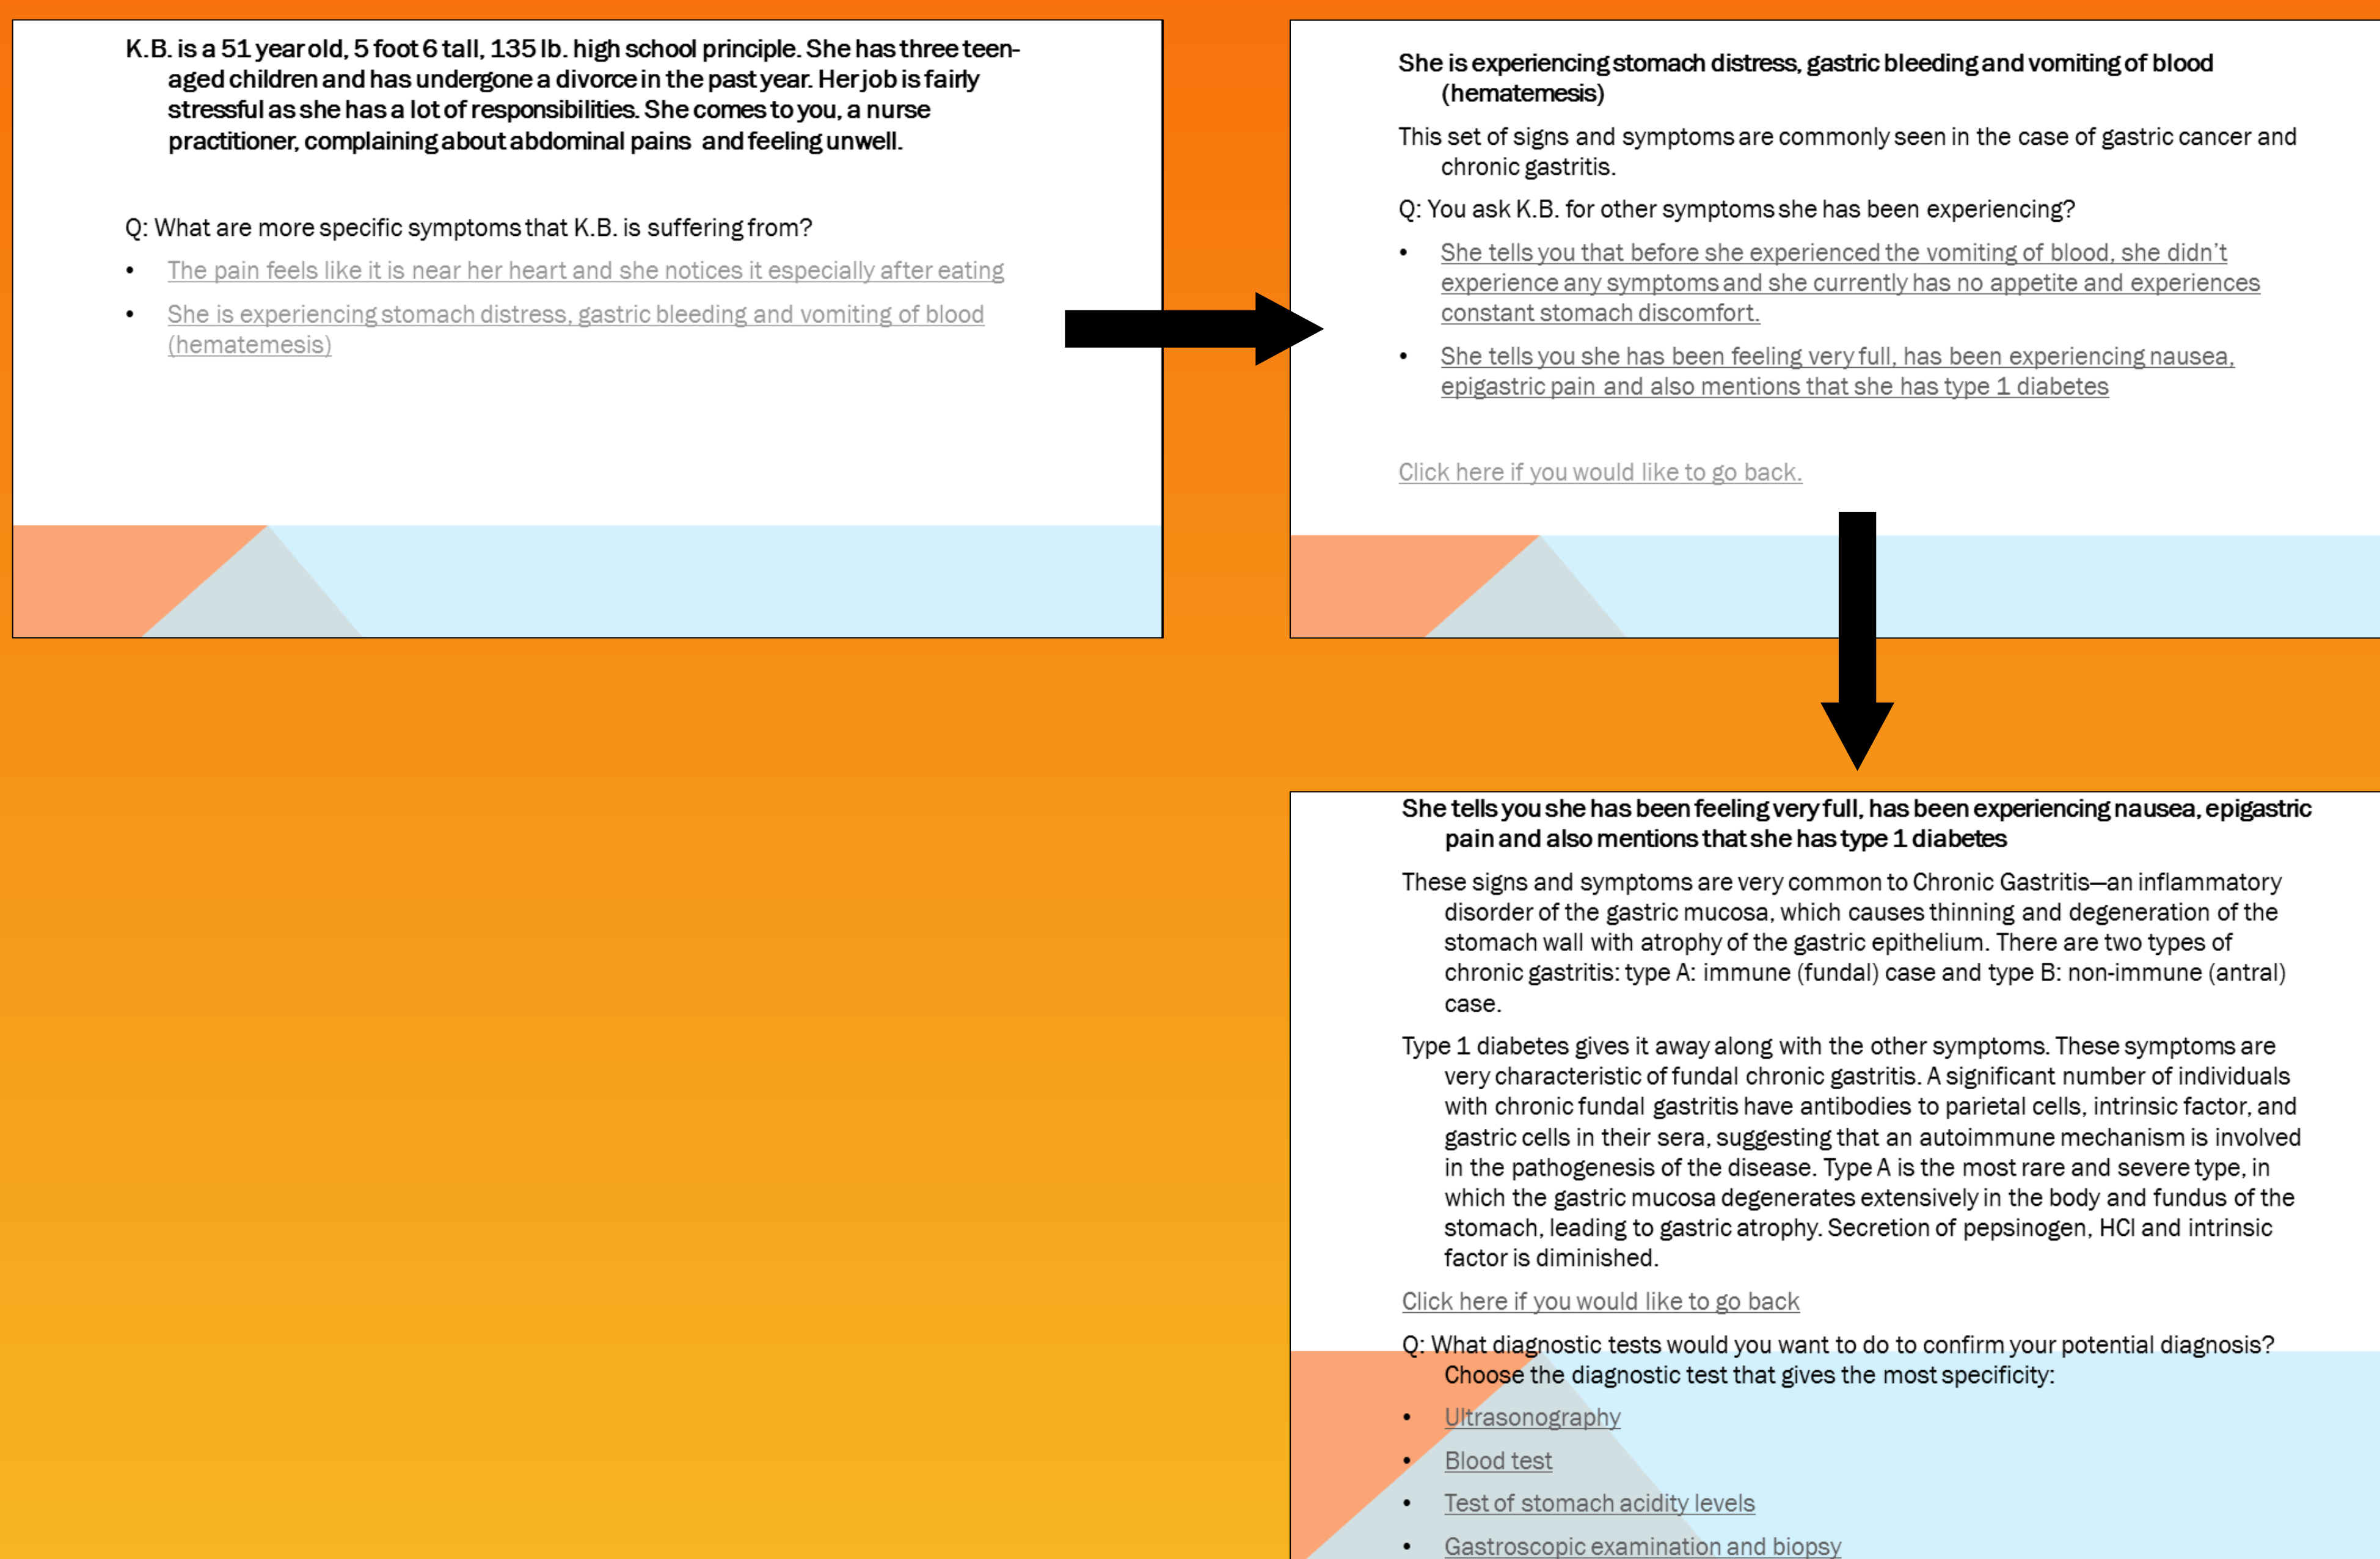 K.B. is a 51 year old, 5 foot 6 tall, 135 lb. high school principle. She has three teen-
aged children and has undergone a divorce in the past year. Her job is fairly
stressful as she has a lot of responsibilities. She comes to you, a nurse
practitioner, complaining about abdominal pains and feeling unwell.
Q: What are more specific symptoms that K.B. is suffering from?
• The pain feels like it is near her heart and she notices it especially after eating
• She is experiencing stomach distress, gastric bleeding and vomiting of blood
(hematemesis)
She is experiencing stomach distress, gastric bleeding and vomiting of blood
(hematemesis)
This set of signs and symptoms are commonly seen in the case of gastric cancer and
chronic gastritis.
Q: You ask K.B. for other symptoms she has been experiencing?
• She tells you that before she experienced the vomiting of blood, she didn't
experience any symptoms and she currently has no appetite and experiences
constant stomach discomfort.
• She tells you she has been feeling very full, has been experiencing nausea,
epigastric pain and also mentions that she has type 1 diabetes
Click here if you would like to go back.
She tells you she has been feeling very full, has been experiencing nausea, epigastric
pain and also mentions that she has type 1 diabetes
These signs and symptoms are very common to Chronic Gastritis—an inflammatory
disorder of the gastric mucosa, which causes thinning and degeneration of the
stomach wall with atrophy of the gastric epithelium. There are two types of
chronic gastritis: type A: immune (fundal) case and type B: non-immune (antral)
case.
Type 1 diabetes gives it away along with the other symptoms. These symptoms are
very characteristic of fundal chronic gastritis. A significant number of individuals
with chronic fundal gastritis have antibodies to parietal cells, intrinsic factor, and
gastric cells in their sera, suggesting that an autoimmune mechanism is involved
in the pathogenesis of the disease. Type A is the most rare and severe type, in
which the gastric mucosa degenerates extensively in the body and fundus of the
stomach, leading to gastric atrophy. Secretion of pepsinogen, HCl and intrinsic
factor is diminished.
Click here if you would like to go back
Q: What diagnostic tests would you want to do to confirm your potential diagnosis?
Choose the diagnostic test that gives the most specificity:
• Ultrasonography
• Blood test
• Test of stomach acidity levels
• Gastroscopic examination and biopsy